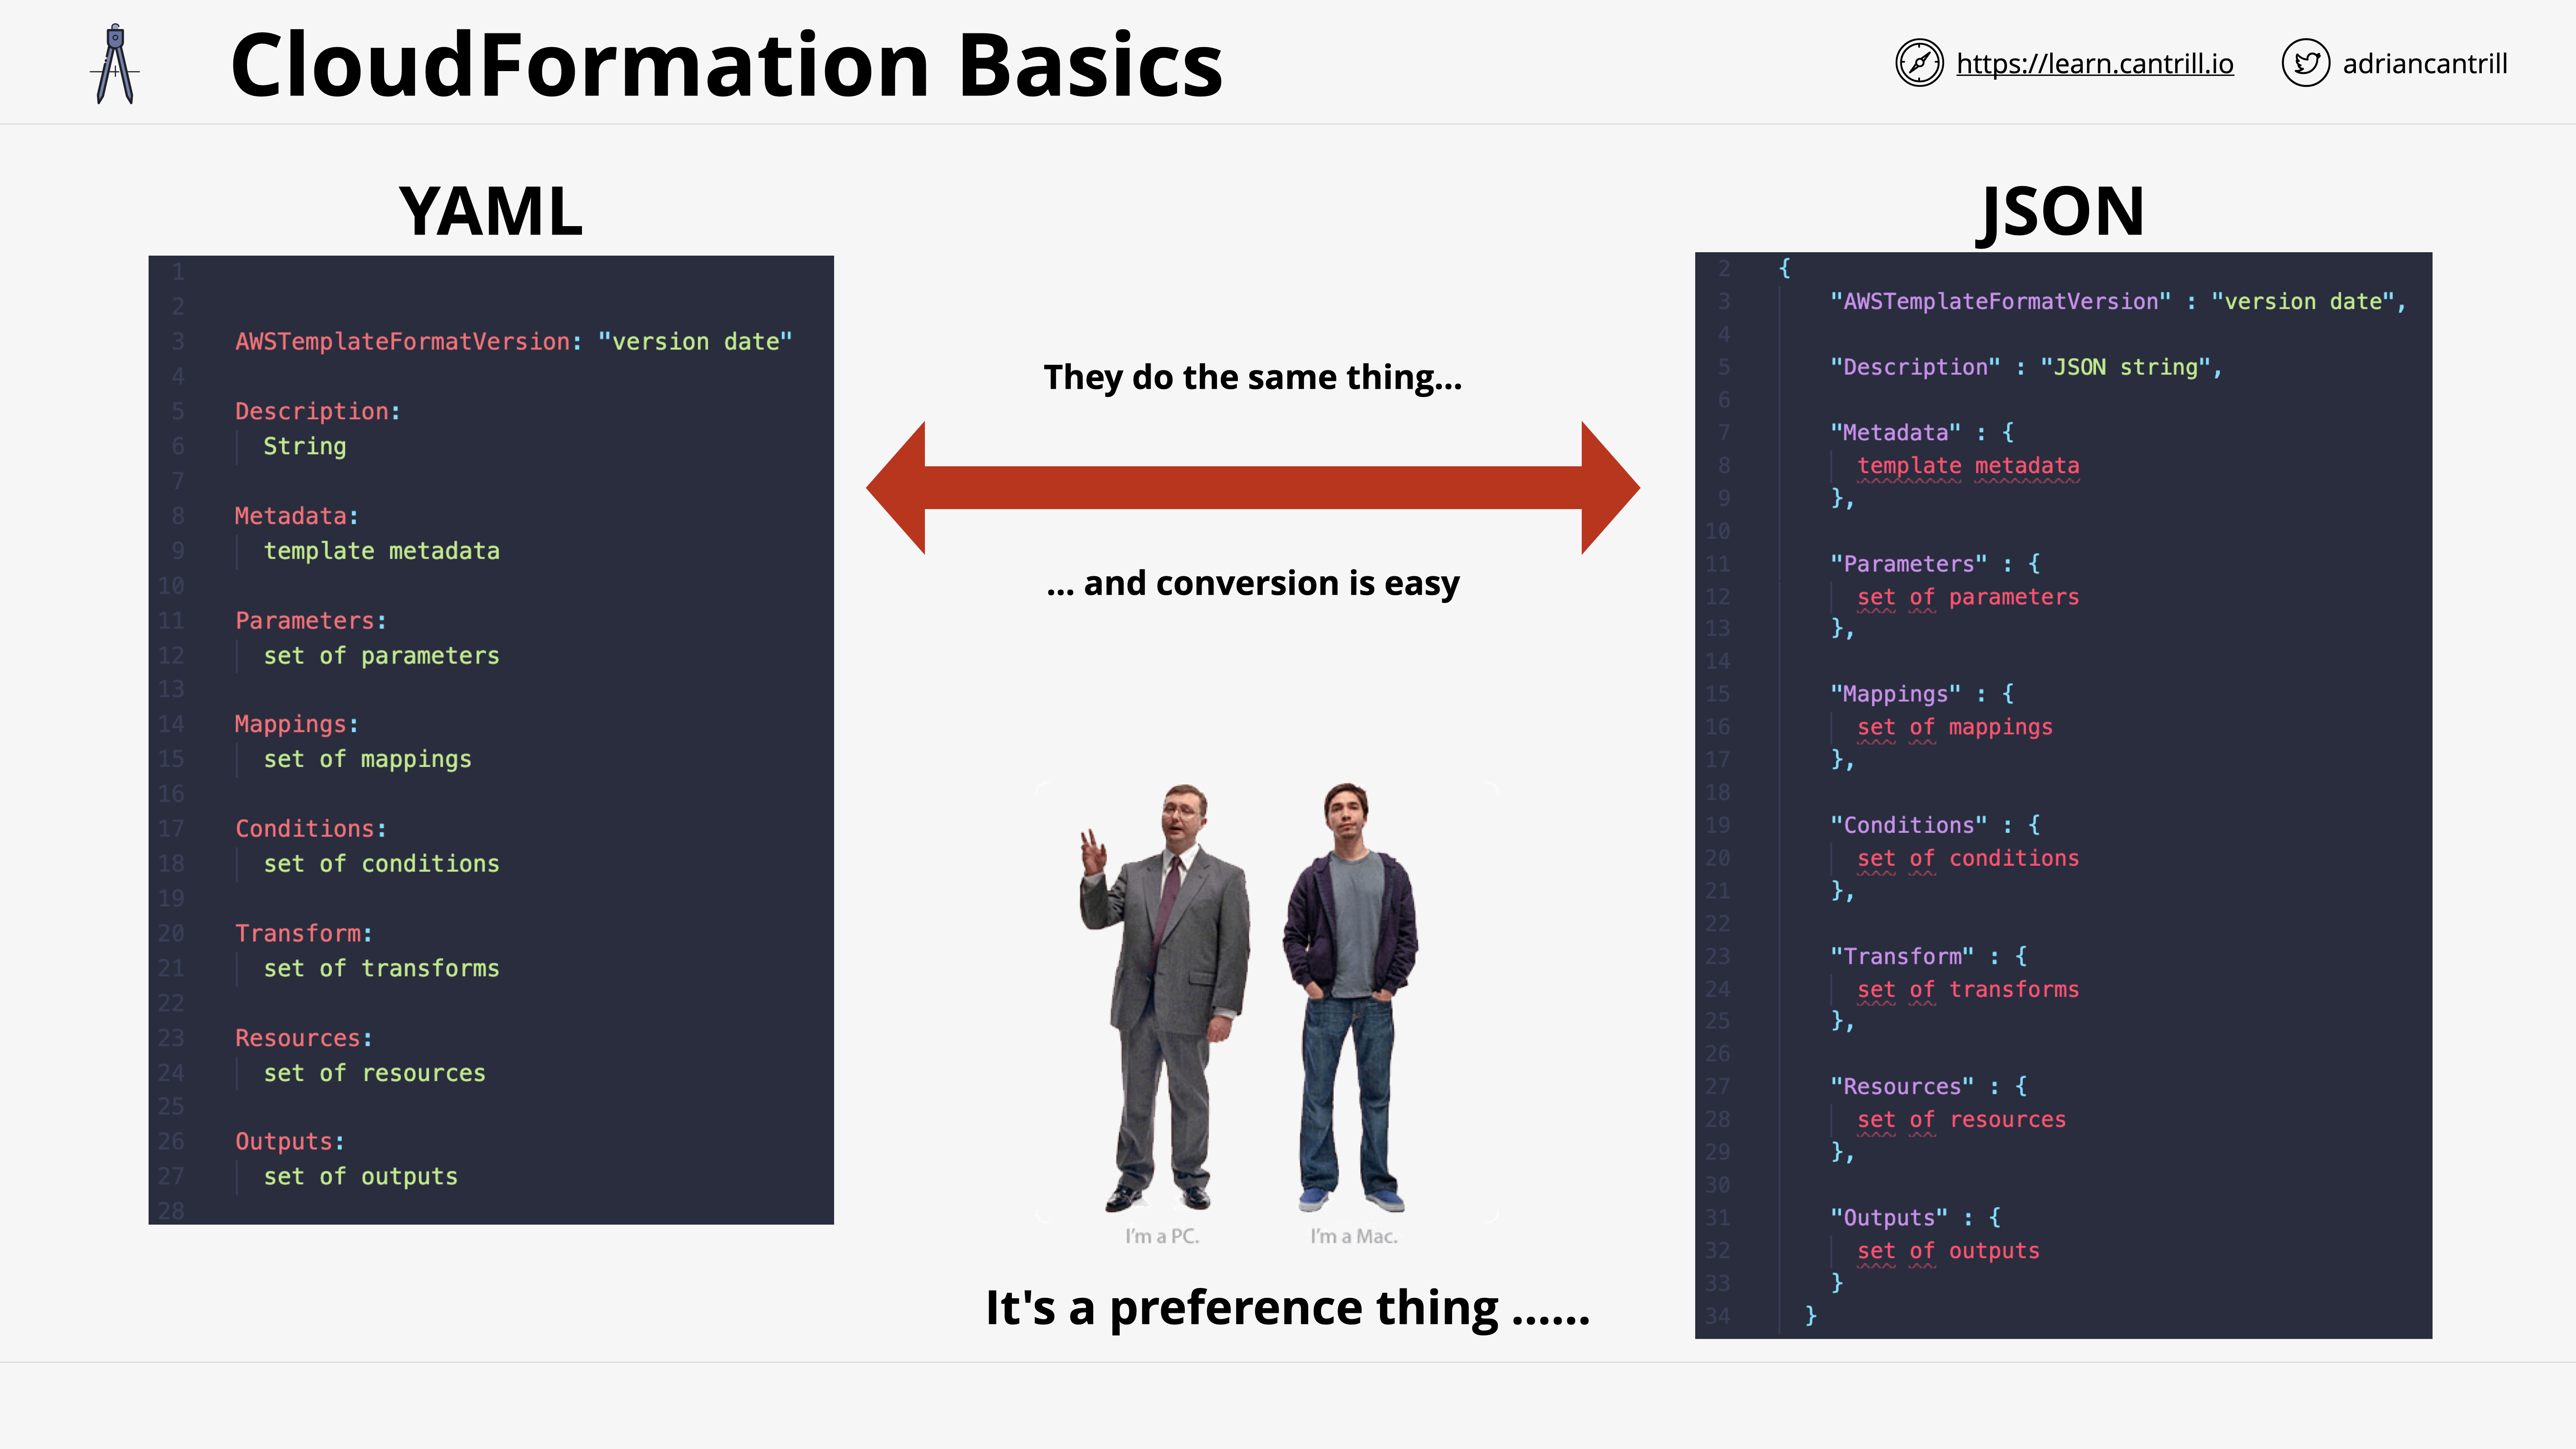 CloudFormation Basics
https://learn.cantrill.io
adriancantrill
YAML
1
2
3 AWSTemplateFormatVersion: "version date"
4
5 Description:
6 String
7
8 Metadata:
9 template metadata
10
11 Parameters:
12 set of parameters
13
14 Mappings:
15 set of mappings
16
17 Conditions:
18 set of conditions
19
20 Transform:
21 set of transforms
22
23 Resources:
24 set of resources
25
26 Outputs:
27 set of outputs
28
They do the same thing...
... and conversion is easy
I'm a PC.
I'm a Mac.
It's a preference thing ......
JSON
2 {
3 "AWSTemplateFormatVersion" : "version date",
4
5 "Description" : "JSON string",
6
7 "Metadata" : {
8 template metadata
9 },
10
11 "Parameters" : {
12 set of parameters
13 },
14
15 "Mappings" : {
16 set of mappings
17 },
18
19 "Conditions" : {
20 set of conditions
21 },
22
23 "Transform" : {
24 set of transforms
25 },
26
27 "Resources" : {
28 set of resources
29 },
30
31 "Outputs" : {
32 set of outputs
33 }
34 }